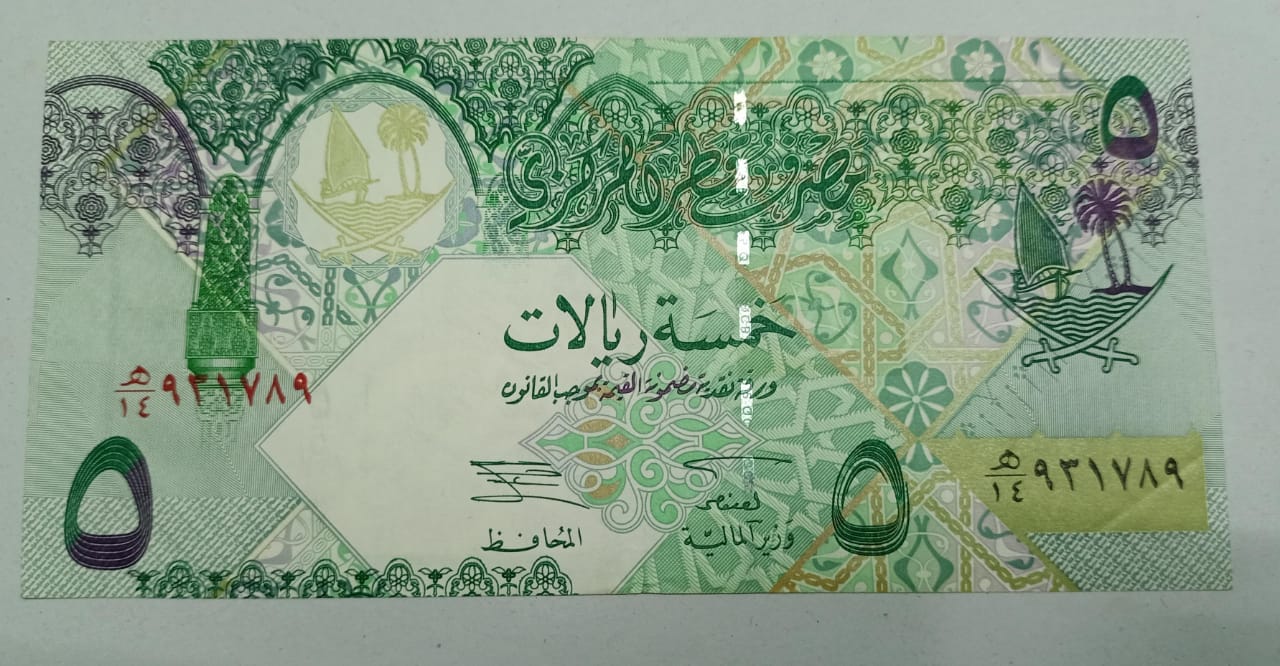 ٥
مصرف قطر المركزي
خمسة ريالات
ورقة نقدية مضمونة القيمة بموجب القانون
هـ/١٤ ٩٣١٧٨٩
هـ/١٤ ٩٣١٧٨٩
٥
المحافظ
وزير المالية
٥